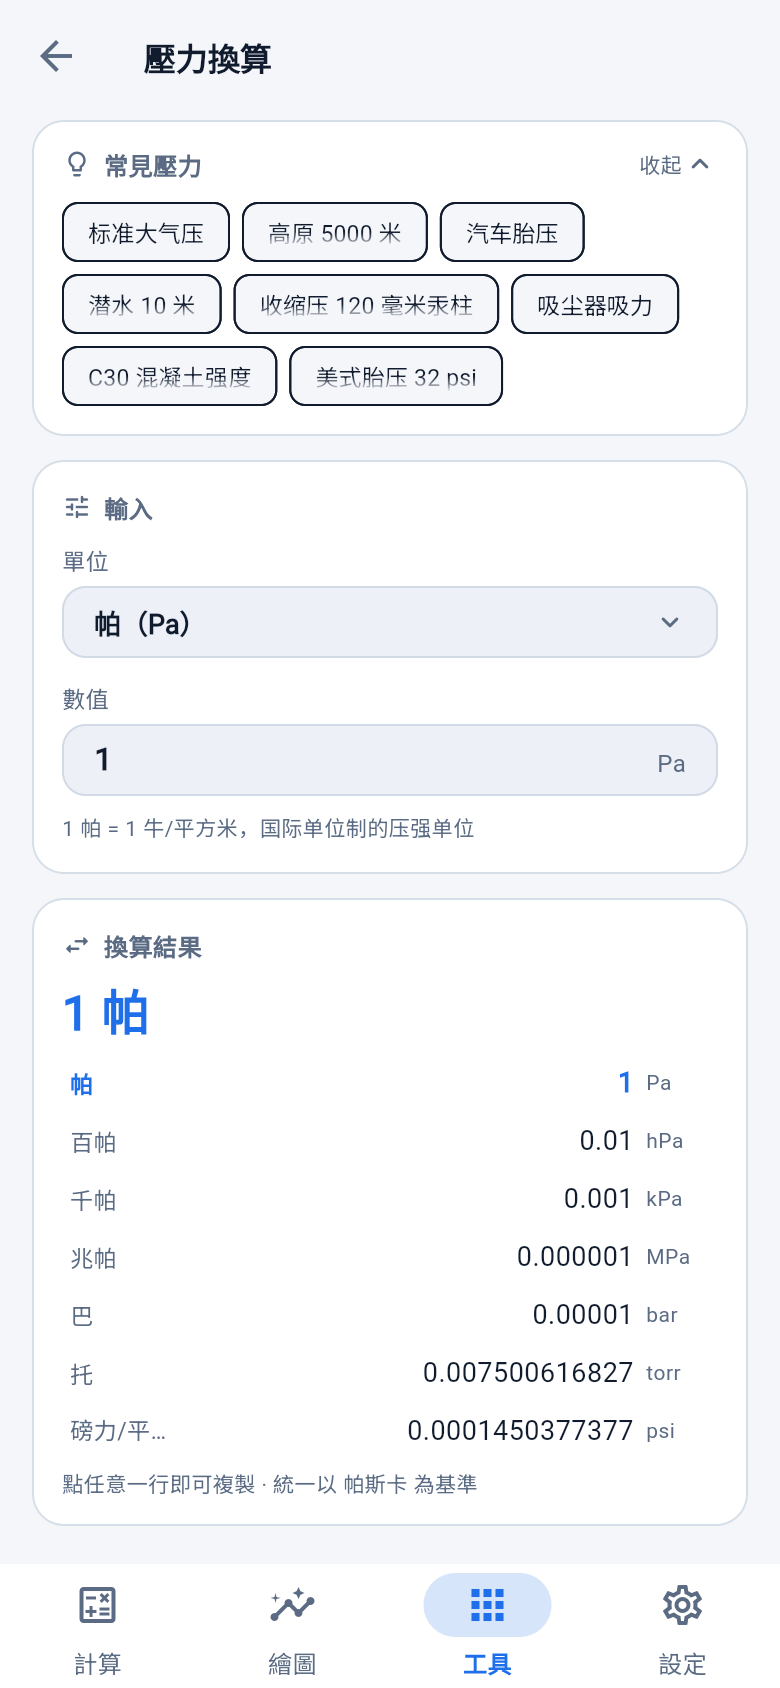 壓力換算
常見壓力
收起
标准大气压
高原 5000 米
汽车胎压
潜水 10 米
收缩压 120 毫米汞柱
吸尘器吸力
C30 混凝土强度
美式胎压 32 psi
輸入
單位
帕（Pa）
數值
1 Pa
1 帕 = 1 牛/平方米，国际单位制的压强单位
換算結果
1 帕
帕 1 Pa
百帕 0.01 hPa
千帕 0.001 kPa
兆帕 0.000001 MPa
巴 0.00001 bar
托 0.007500616827 torr
磅力/平… 0.0001450377377 psi
點任意一行即可複製 · 統一以 帕斯卡 為基準
計算
繪圖
工具
設定